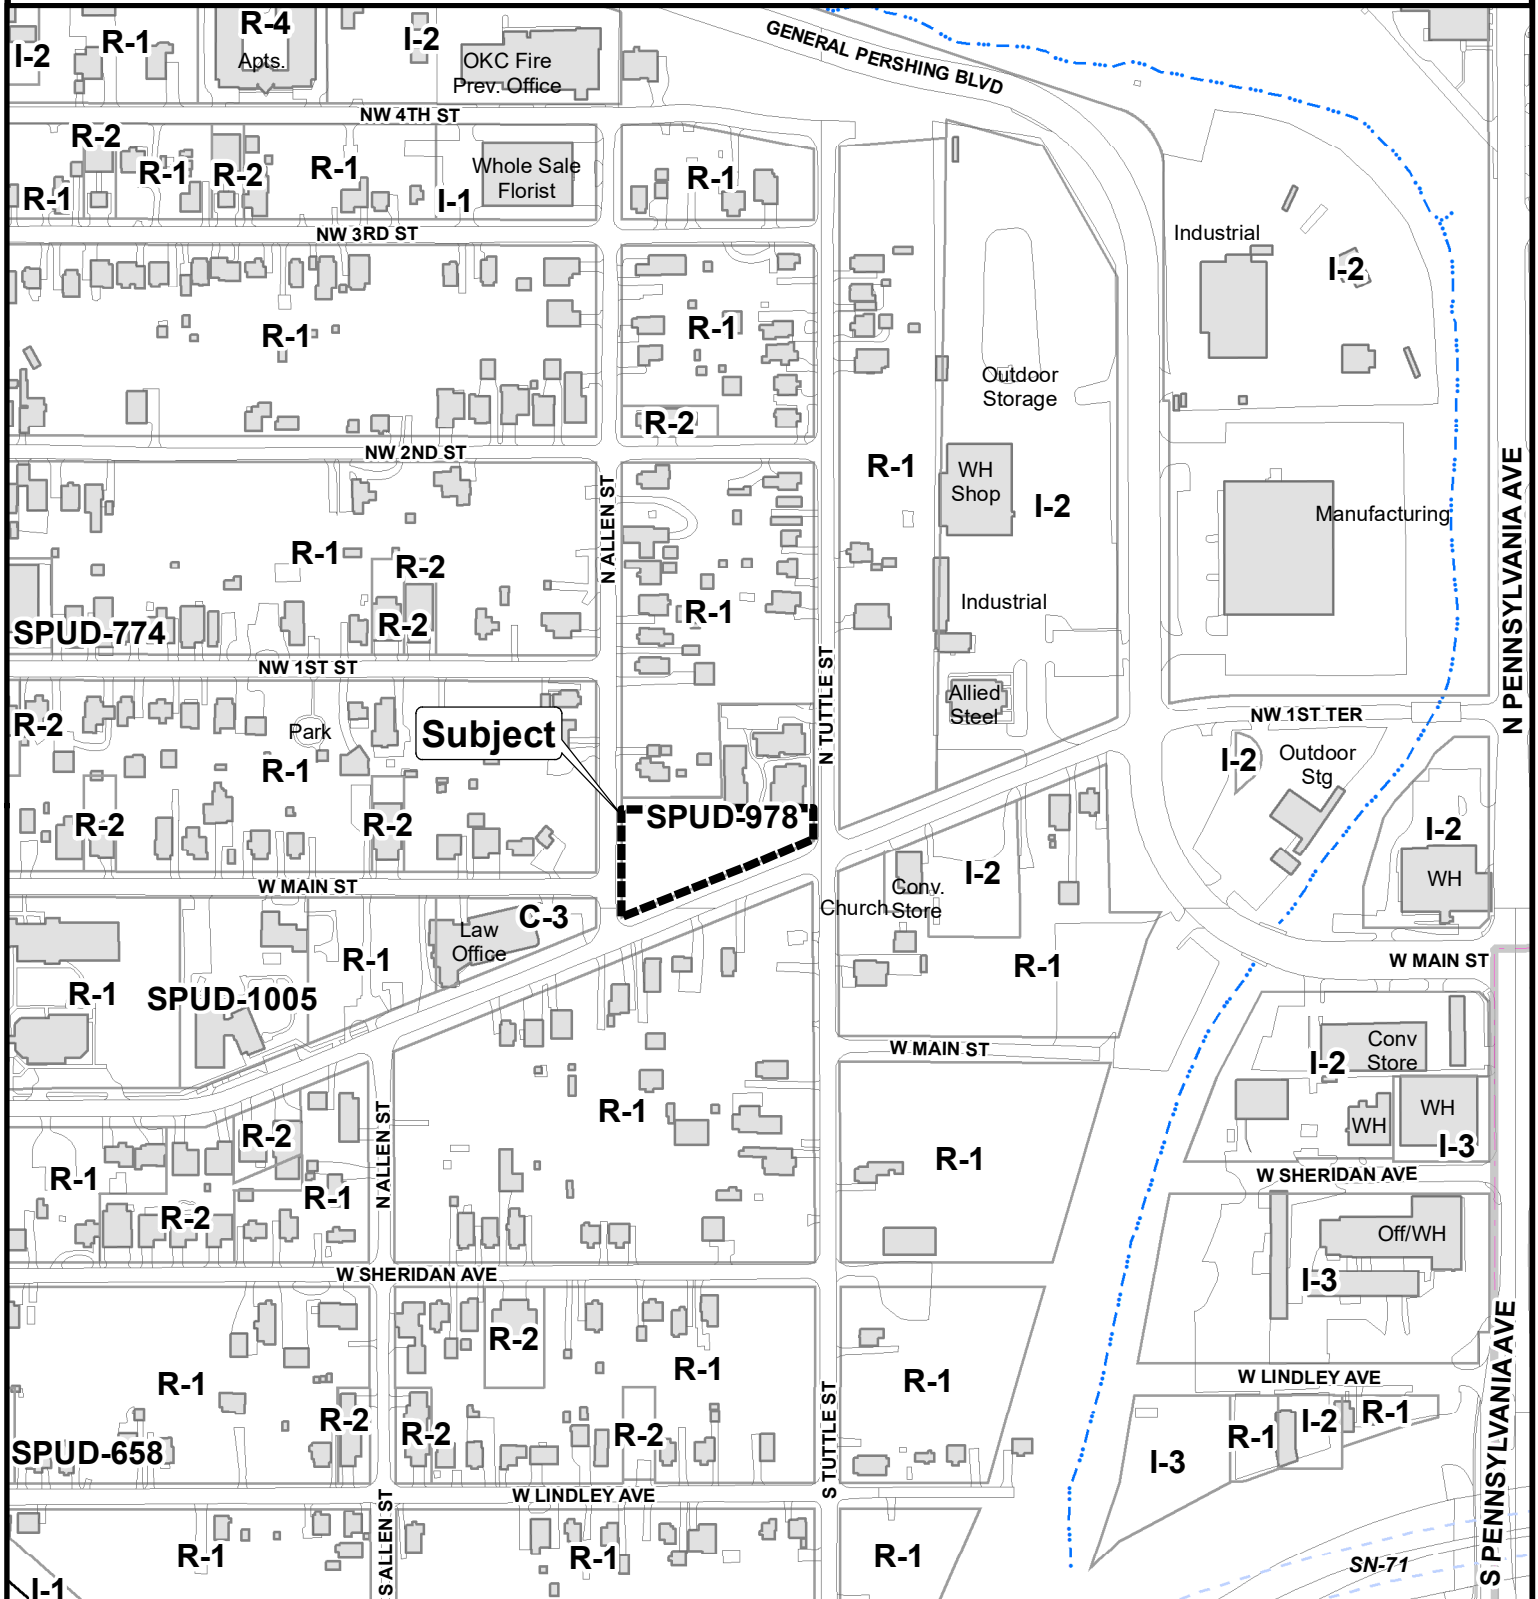 R-4
I-2
R-1
I-2
Apts.
OKC Fire
Prev. Office
GENERAL PERSHING BLVD
NW 4TH ST
R-2
R-1
R-2
R-1
R-1
I-1
Whole Sale
Florist
R-1
NW 3RD ST
Industrial
I-2
R-1
R-1
Outdoor
Storage
R-2
NW 2ND ST
N ALLEN ST
R-1
WH
Shop
I-2
Manufacturing
N PENNSYLVANIA AVE
R-1
R-2
R-2
R-1
Industrial
SPUD-774
NW 1ST ST
N TUTTLE ST
Allied
Steel
NW 1ST TER
R-2
Park
R-1
Subject
I-2
Outdoor
Stg
R-2
R-2
SPUD-978
I-2
WH
W MAIN ST
I-2
Conv.
Store
Church
C-3
Law
Office
R-1
R-1
W MAIN ST
R-1
SPUD-1005
W MAIN ST
Conv
Store
I-2
R-1
WH
WH
I-3
N ALLEN ST
R-2
R-1
R-1
R-1
W SHERIDAN AVE
R-2
Off/WH
I-3
W SHERIDAN AVE
R-2
R-1
R-1
R-1
W LINDLEY AVE
S PENNSYLVANIA AVE
R-2
R-2
R-2
S TUTTLE ST
I-3
R-1
I-2
R-1
SPUD-658
W LINDLEY AVE
S ALLEN ST
R-1
R-1
R-1
SN-71
I-1